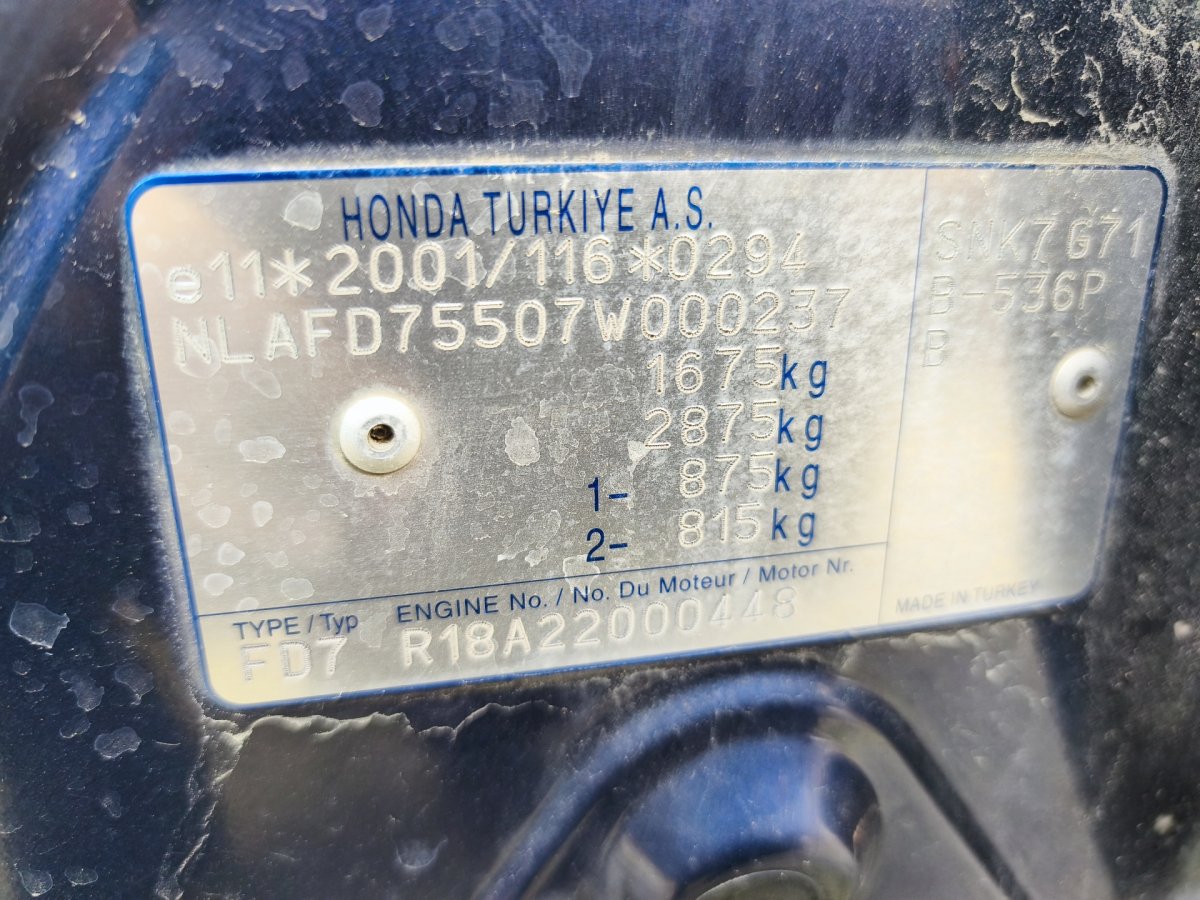 HONDA TURKIYE A.S.
e11*2001/116*0294
NLAFD75507W000237
1675kg
2875kg
1- 875kg
2- 815kg
TYPE / Typ ENGINE No. / No. Du Moteur / Motor Nr.
FD7 R18A22000448
SNK7G71
B-536P
B
MADE IN TURKEY